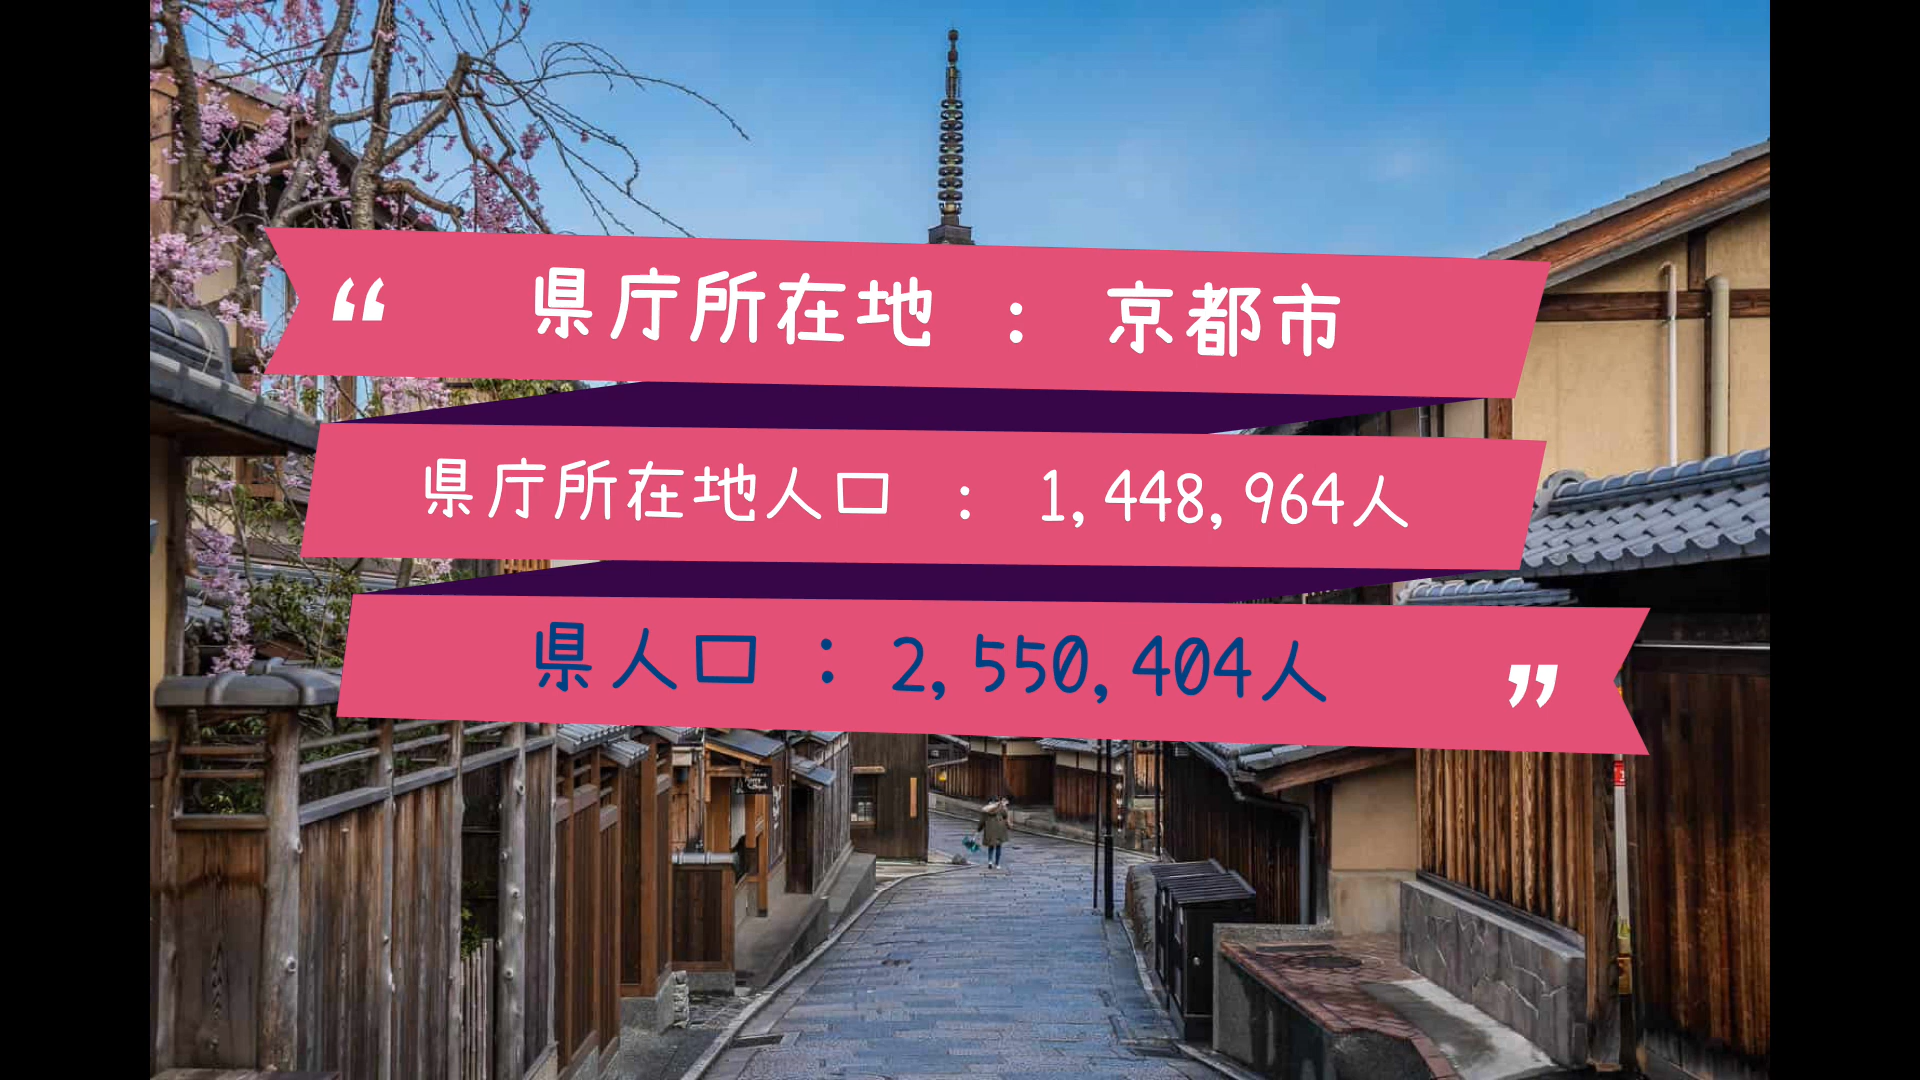 “ 県庁所在地 : 京都市
県庁所在地人口 : 1,448,964人
県人口 : 2,550,404人 ”